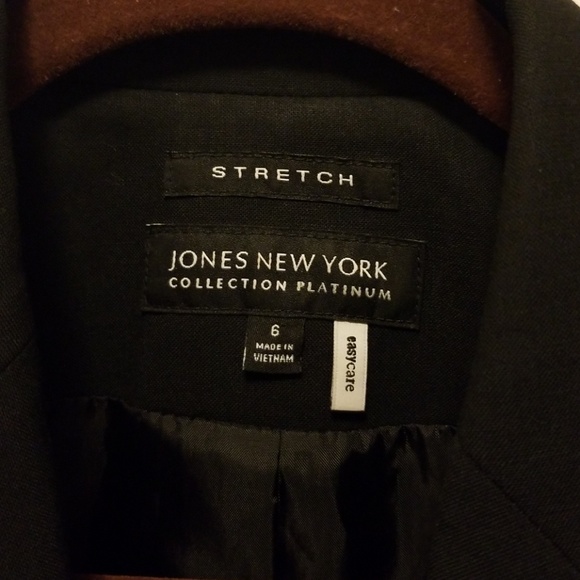 STRETCH
JONES NEW YORK
COLLECTION PLATINUM
6
MADE IN
VIETNAM
easycare